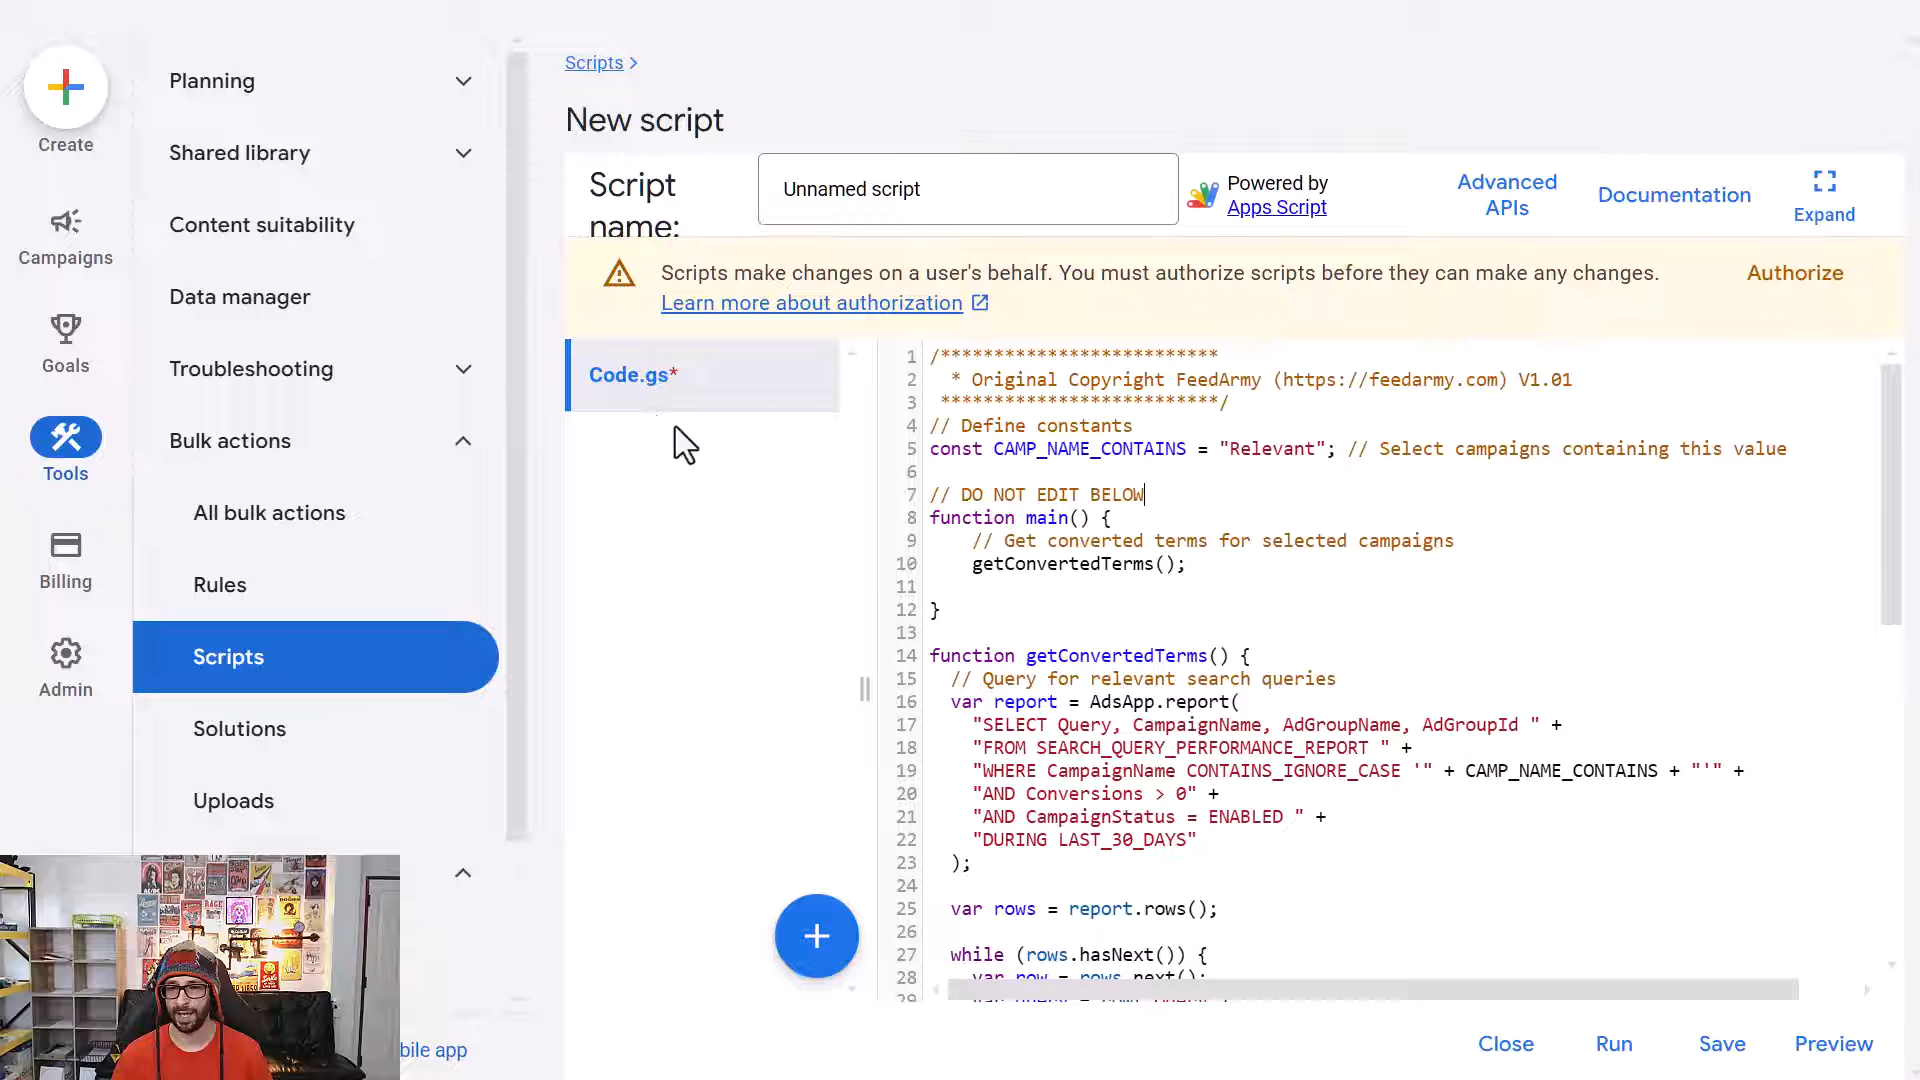 Create
Campaigns
Goals
Tools
Billing
Admin
Planning
Shared library
Content suitability
Data manager
Troubleshooting
Bulk actions
All bulk actions
Rules
Scripts
Solutions
Uploads
bile app
Scripts >
New script
Script name:
Unnamed script
Powered by
Apps Script
Advanced
APIs
Documentation
Expand
Scripts make changes on a user's behalf. You must authorize scripts before they can make any changes.
Learn more about authorization
Authorize
Code.gs*
1 /**************************
2 * Original Copyright FeedArmy (https://feedarmy.com) V1.01
3 **************************/
4 // Define constants
5 const CAMP_NAME_CONTAINS = "Relevant"; // Select campaigns containing this value
6
7 // DO NOT EDIT BELOW
8 function main() {
9 // Get converted terms for selected campaigns
10 getConvertedTerms();
11
12 }
13
14 function getConvertedTerms() {
15 // Query for relevant search queries
16 var report = AdsApp.report(
17 "SELECT Query, CampaignName, AdGroupName, AdGroupId " +
18 "FROM SEARCH_QUERY_PERFORMANCE_REPORT " +
19 "WHERE CampaignName CONTAINS_IGNORE_CASE '" + CAMP_NAME_CONTAINS + "'" +
20 "AND Conversions > 0" +
21 "AND CampaignStatus = ENABLED " +
22 "DURING LAST_30_DAYS"
23 );
24
25 var rows = report.rows();
26
27 while (rows.hasNext()) {
28 var row = rows.next();
29
Close
Run
Save
Preview